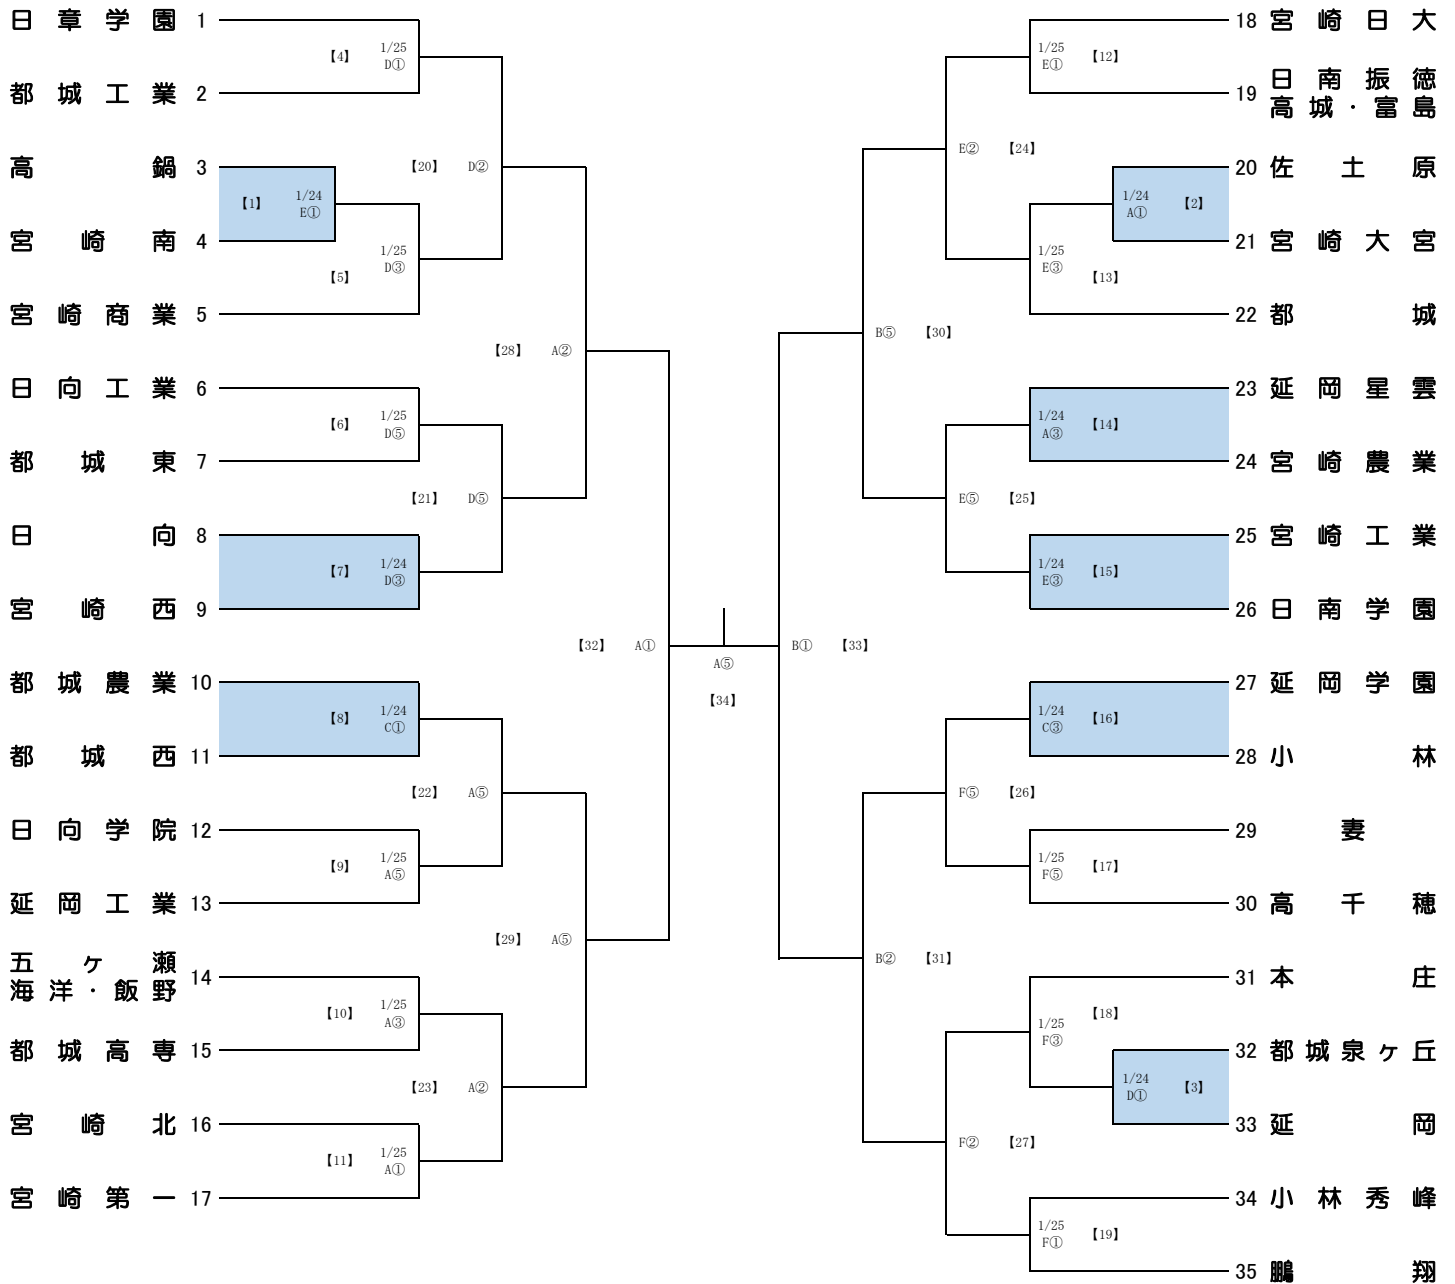 日章学園 1
都城工業 2
高鍋 3
宮崎南 4
宮崎商業 5
日向工業 6
都城東 7
日向 8
宮崎西 9
都城農業 10
都城西 11
日向学院 12
延岡工業 13
五ヶ瀬
海洋・飯野 14
都城高専 15
宮崎北 16
宮崎第一 17
【4】 1/25
D①
【1】 1/24
E①
【5】 1/25
D③
【6】 1/25
D⑤
【7】 1/24
D③
【8】 1/24
C①
【9】 1/25
A⑤
【10】 1/25
A③
【11】 1/25
A①
【20】 D②
【21】 D⑤
【22】 A⑤
【23】 A②
【28】 A②
【29】 A⑤
【32】 A①
A⑤
【34】
B① 【33】
B⑤ 【30】
B② 【31】
E② 【24】
E⑤ 【25】
F⑤ 【26】
F② 【27】
1/25 【12】
E①
1/24 【2】
A①
1/25 【13】
E③
1/24 【14】
A③
1/24 【15】
E③
1/24 【16】
C③
1/25 【17】
F⑤
1/25 【18】
F③
1/24 【3】
D①
1/25 【19】
F①
18 宮崎日大
19 日南振徳
高城・富島
20 佐土原
21 宮崎大宮
22 都城
23 延岡星雲
24 宮崎農業
25 宮崎工業
26 日南学園
27 延岡学園
28 小林
29 妻
30 高千穂
31 本庄
32 都城泉ヶ丘
33 延岡
34 小林秀峰
35 鵬翔